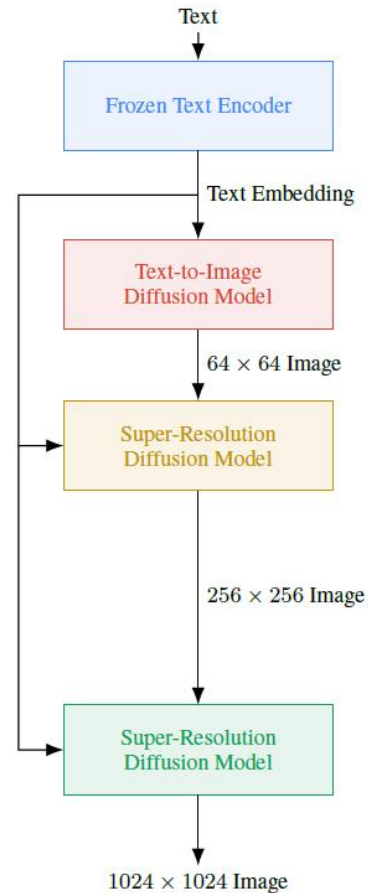 Text
Frozen Text Encoder
Text Embedding
Text-to-Image
Diffusion Model
64 × 64 Image
Super-Resolution
Diffusion Model
256 × 256 Image
Super-Resolution
Diffusion Model
1024 × 1024 Image